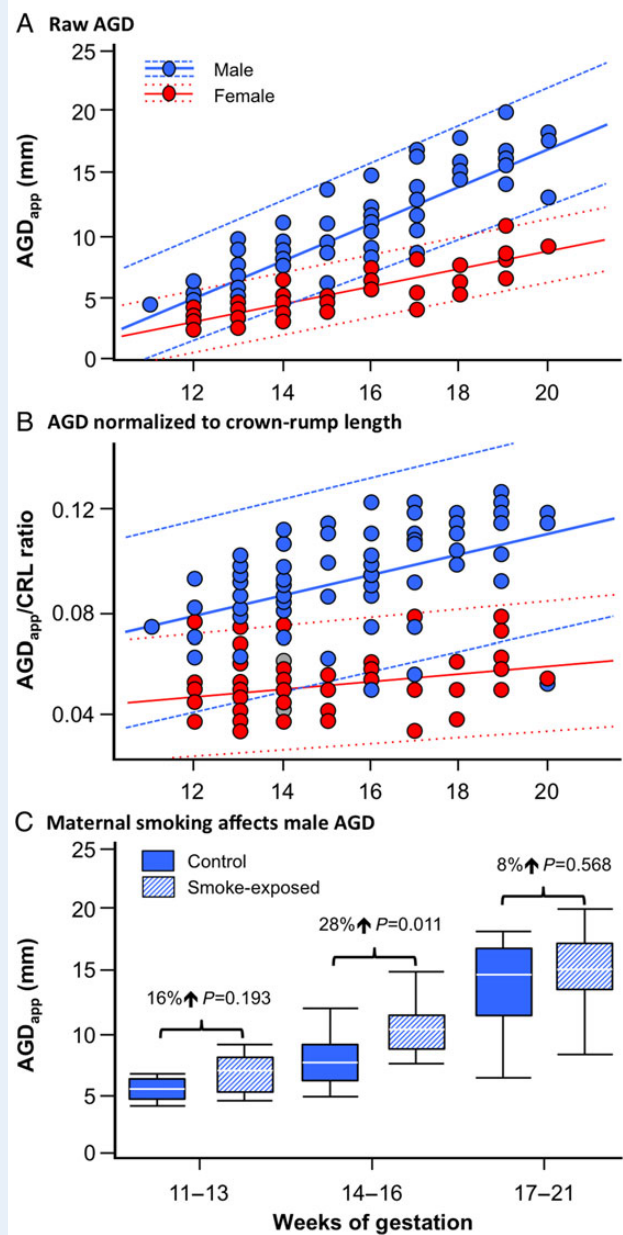 A Raw AGD
25
20
15
10
5
0
AGDapp (mm)
Male
Female
12 14 16 18 20
B AGD normalized to crown-rump length
0.12
0.08
0.04
AGDapp/CRL ratio
12 14 16 18 20
C Maternal smoking affects male AGD
25
20
15
10
5
0
AGDapp (mm)
Control
Smoke-exposed
16%↑ P=0.193
28%↑ P=0.011
8%↑ P=0.568
11–13 14–16 17–21
Weeks of gestation